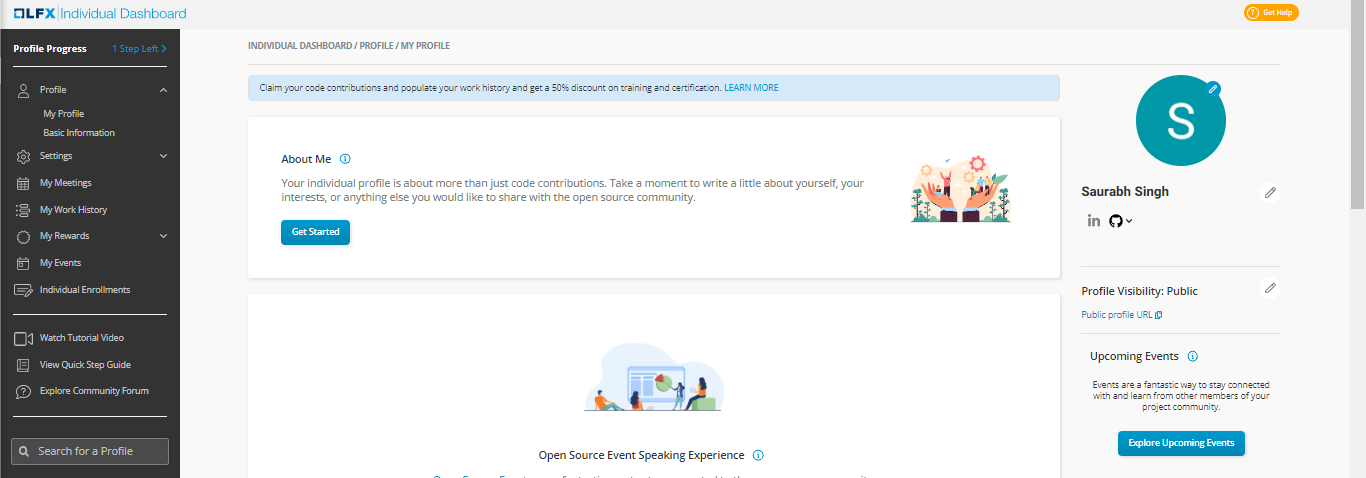 LFX Individual Dashboard
Get Help
Profile Progress
1 Step Left
Profile
My Profile
Basic Information
Settings
My Meetings
My Work History
My Rewards
My Events
Individual Enrollments
Watch Tutorial Video
View Quick Step Guide
Explore Community Forum
Search for a Profile
INDIVIDUAL DASHBOARD / PROFILE / MY PROFILE
Claim your code contributions and populate your work history and get a 50% discount on training and certification. LEARN MORE
About Me
Your individual profile is about more than just code contributions. Take a moment to write a little about yourself, your
interests, or anything else you would like to share with the open source community.
Get Started
Open Source Event Speaking Experience
S
Saurabh Singh
in
Profile Visibility: Public
Public profile URL
Upcoming Events
Events are a fantastic way to stay connected
with and learn from other members of your
project community.
Explore Upcoming Events